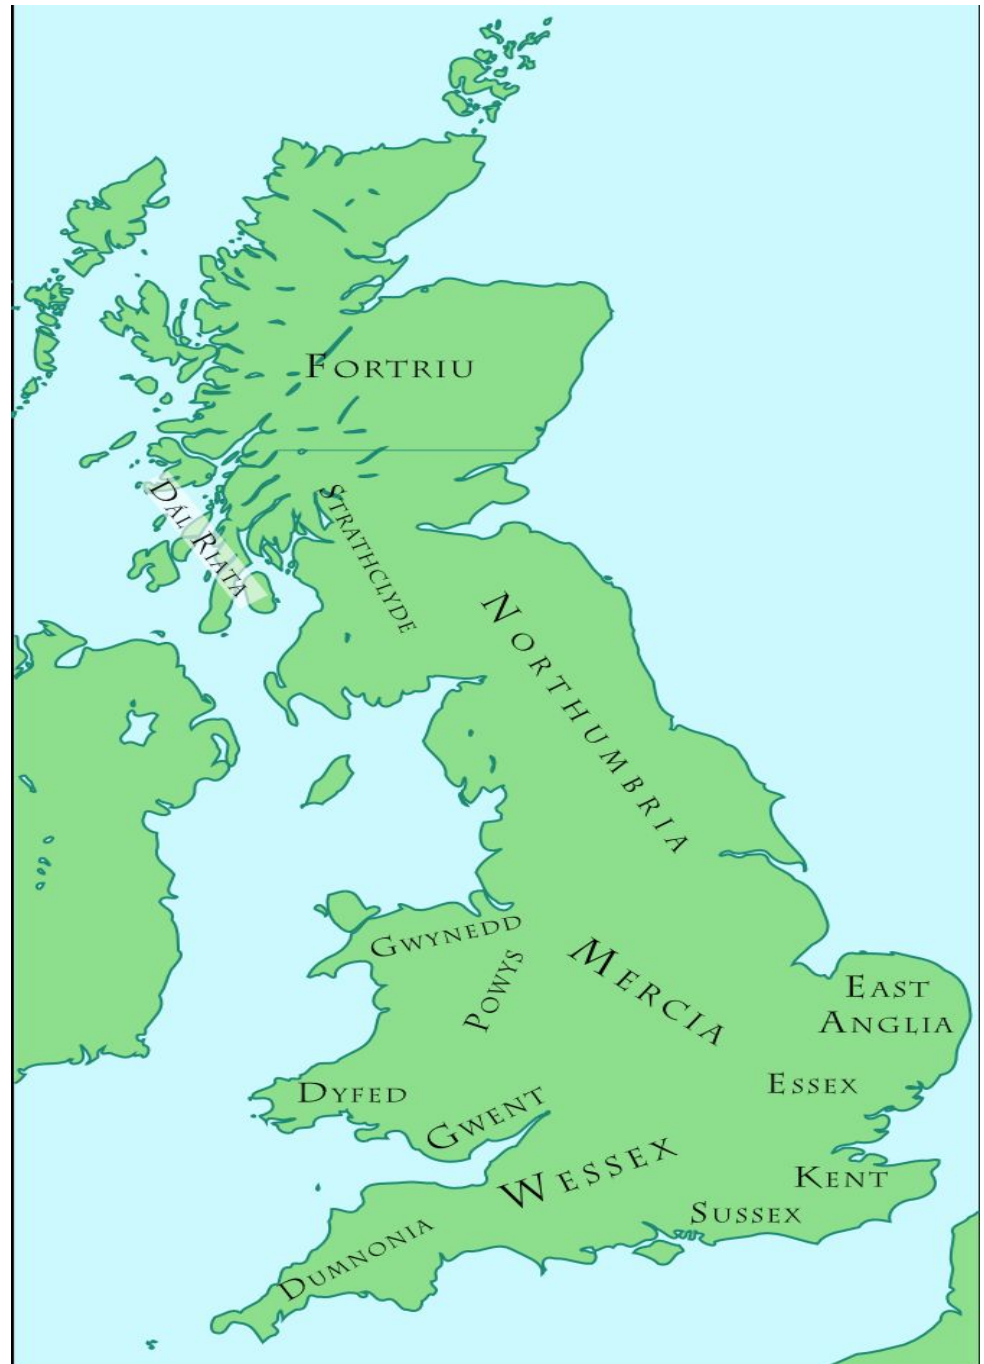 FORTRIU
DÁL RIATA
STRATHCLYDE
NORTHUMBRIA
GWYNEDD
POWYS
MERCIA
EAST
ANGLIA
ESSEX
DYFED
GWENT
WESSEX
KENT
SUSSEX
DUMNONIA